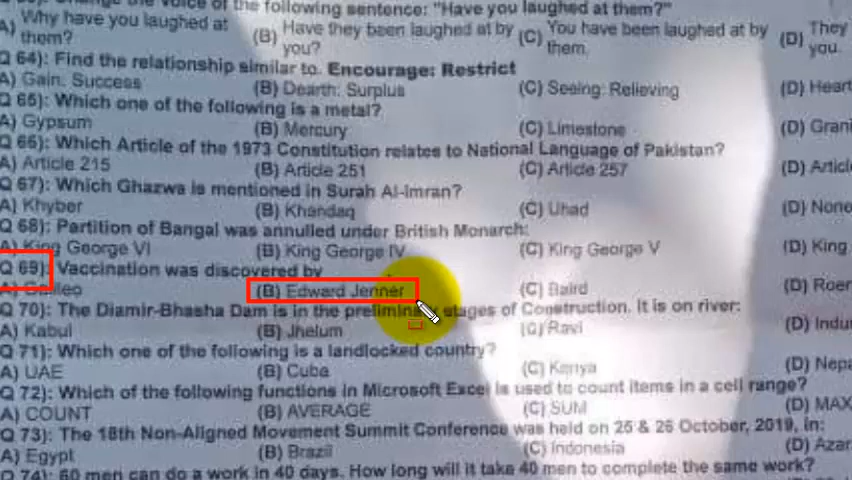 the voice of the following sentence: "Have you laughed at them?"
A) Why have you laughed at them? (B) Have they been laughed at by you? (C) You have been laughed at by them. (D) They you.
Q 64): Find the relationship similar to. Encourage: Restrict
A) Gain. Success (B) Dearth: Surplus (C) Seeing: Relieving (D) Heart
Q 65): Which one of the following is a metal?
A) Gypsum (B) Mercury (C) Limestone (D) Grani
Q 66): Which Article of the 1973 Constitution relates to National Language of Pakistan?
A) Article 215 (B) Article 251 (C) Article 257 (D) Articl
Q 67): Which Ghazwa is mentioned in Surah Al-Imran?
A) Khyber (B) Khandaq (C) Uhad (D) None
Q 68): Partition of Bangal was annulled under British Monarch:
A) King George VI (B) King George IV (C) King George V (D) King
Q 69): Vaccination was discovered by
A) Galileo (B) Edward Jenner (C) Baird (D) Roen
Q 70): The Diamir-Bhasha Dam is in the preliminary stages of Construction. It is on river:
A) Kabul (B) Jhelum (C) Ravi (D) Indu
Q 71): Which one of the following is a landlocked country?
A) UAE (B) Cuba (C) Kenya (D) Nepa
Q 72): Which of the following functions in Microsoft Excel is used to count items in a cell range?
A) COUNT (B) AVERAGE (C) SUM (D) MAX
Q 73): The 18th Non-Aligned Movement Summit Conference was held on 25 & 26 October, 2019, in:
A) Egypt (B) Brazil (C) Indonesia (D) Azar
Q 74): 60 men can do a work in 40 days. How long will it take 40 men to complete the same work?